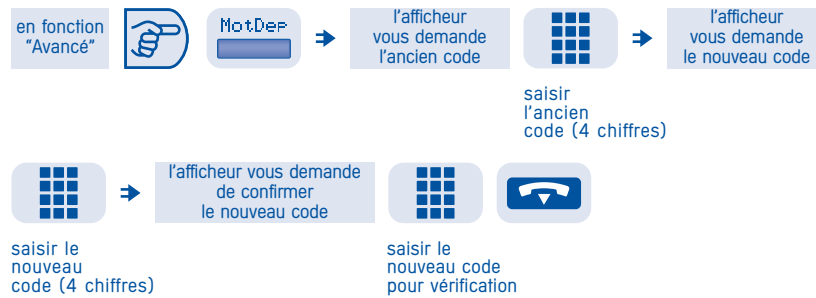 en fonction
“Avancé”
MotDep
l'afficheur
vous demande
l'ancien code
l'afficheur
vous demande
le nouveau code
saisir
l'ancien
code (4 chiffres)
l'afficheur vous demande
de confirmer
le nouveau code
saisir le
nouveau
code (4 chiffres)
saisir le
nouveau code
pour vérification